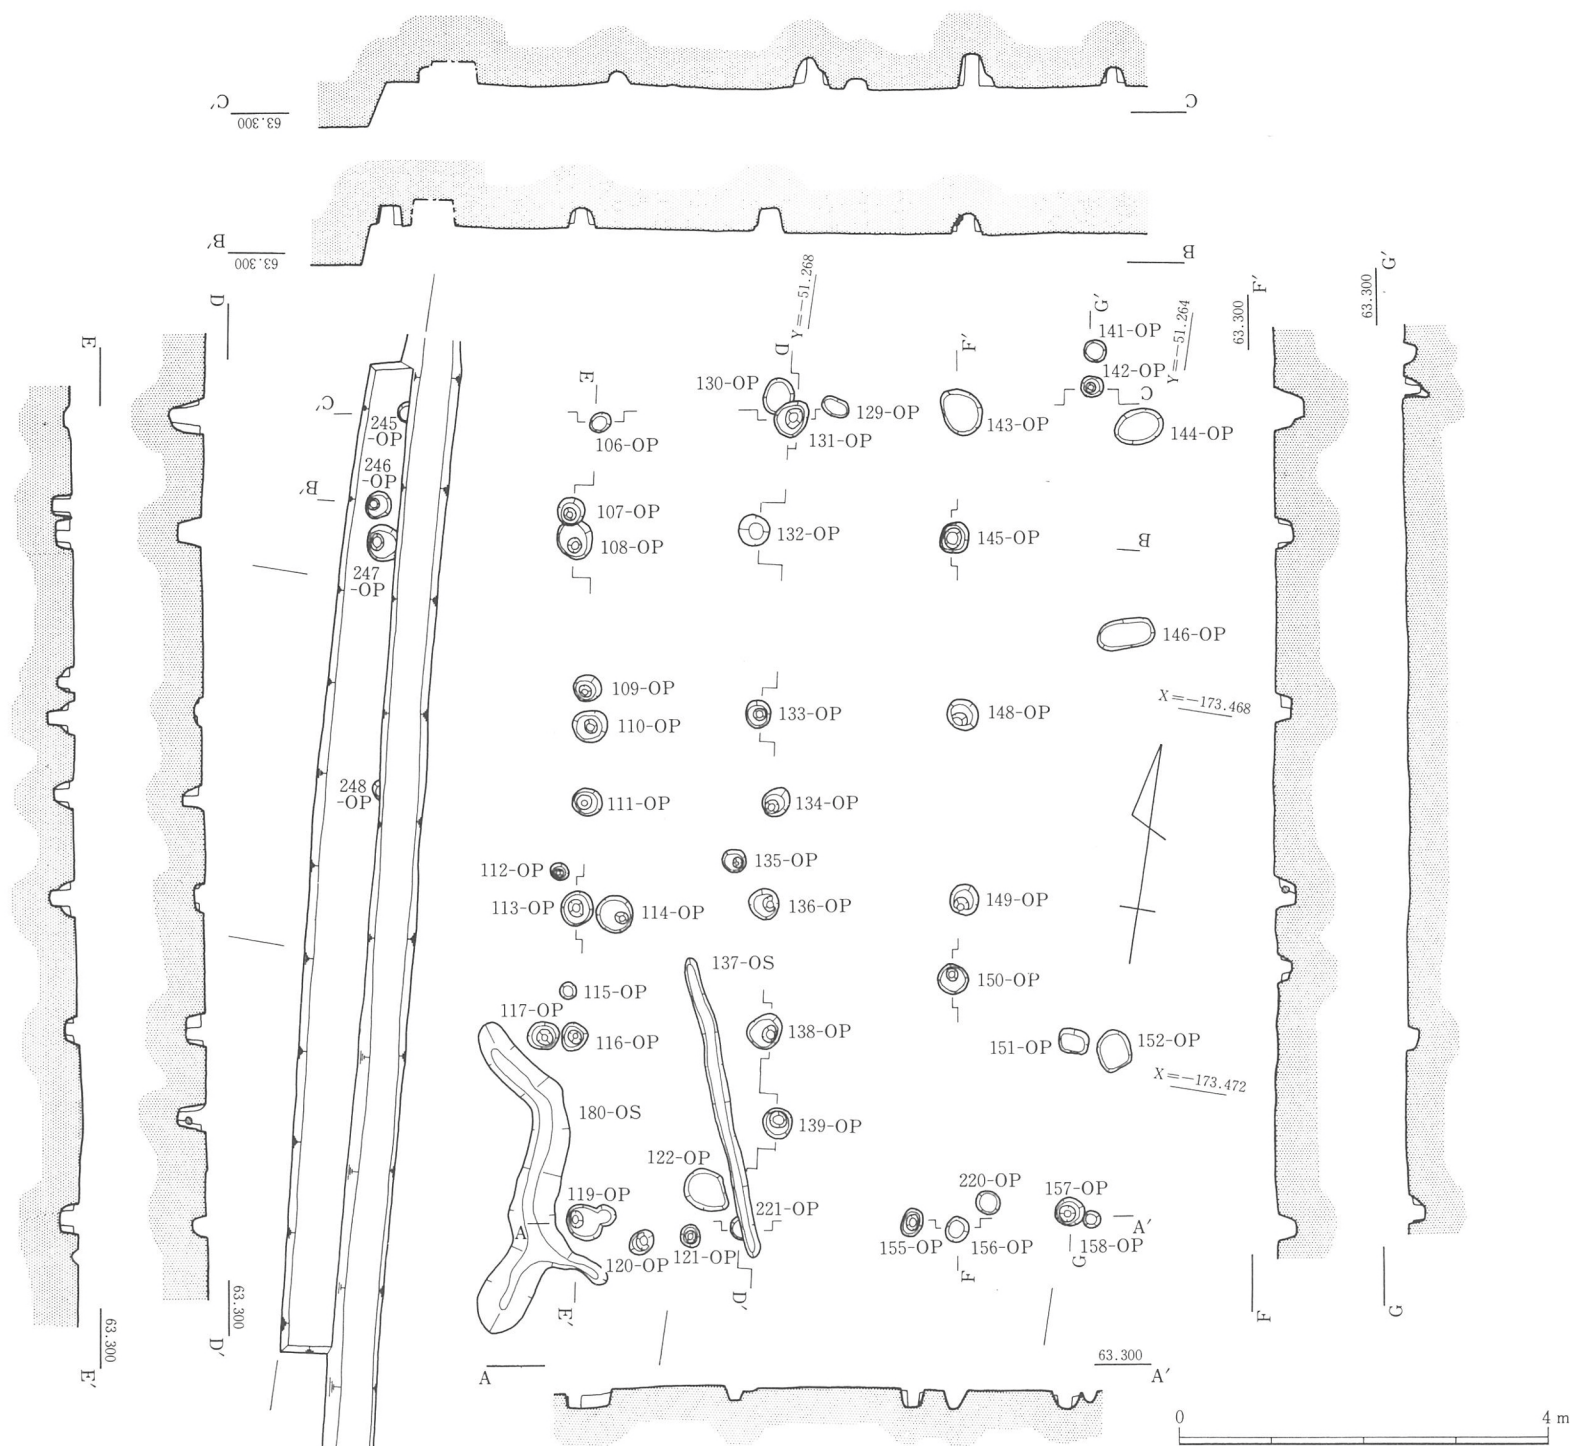 C′
63.300
C
B′
63.300
B
Y=-51.268
Y=-51.264
E
D
F′
63.300
G′
63.300
141-OP
142-OP
G′
C
D
F′
E
C′
130-OP
129-OP
131-OP
143-OP
144-OP
106-OP
245
-OP
246
-OP
B′
107-OP
108-OP
132-OP
145-OP
B
247
-OP
146-OP
X=-173.468
109-OP
110-OP
133-OP
148-OP
248
-OP
111-OP
134-OP
112-OP
135-OP
113-OP
114-OP
136-OP
149-OP
137-OS
150-OP
115-OP
117-OP
116-OP
138-OP
151-OP
152-OP
X=-173.472
180-OS
139-OP
122-OP
119-OP
221-OP
220-OP
157-OP
A
A′
120-OP
121-OP
155-OP
156-OP
158-OP
E′
D′
F
G
63.300
E′
63.300
D′
F
G
A
63.300
A′
0
4 m